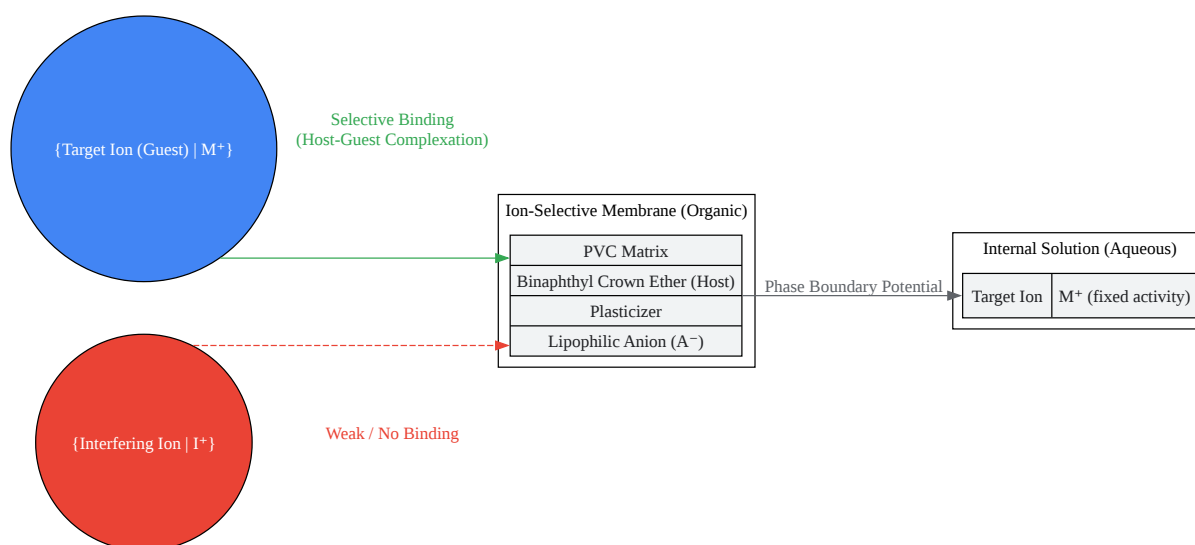 {Target Ion (Guest) | M⁺}
Selective Binding
(Host-Guest Complexation)
Ion-Selective Membrane (Organic)
PVC Matrix
Binaphthyl Crown Ether (Host)
Plasticizer
Lipophilic Anion (A⁻)
Phase Boundary Potential
Internal Solution (Aqueous)
Target Ion
M⁺ (fixed activity)
{Interfering Ion | I⁺}
Weak / No Binding